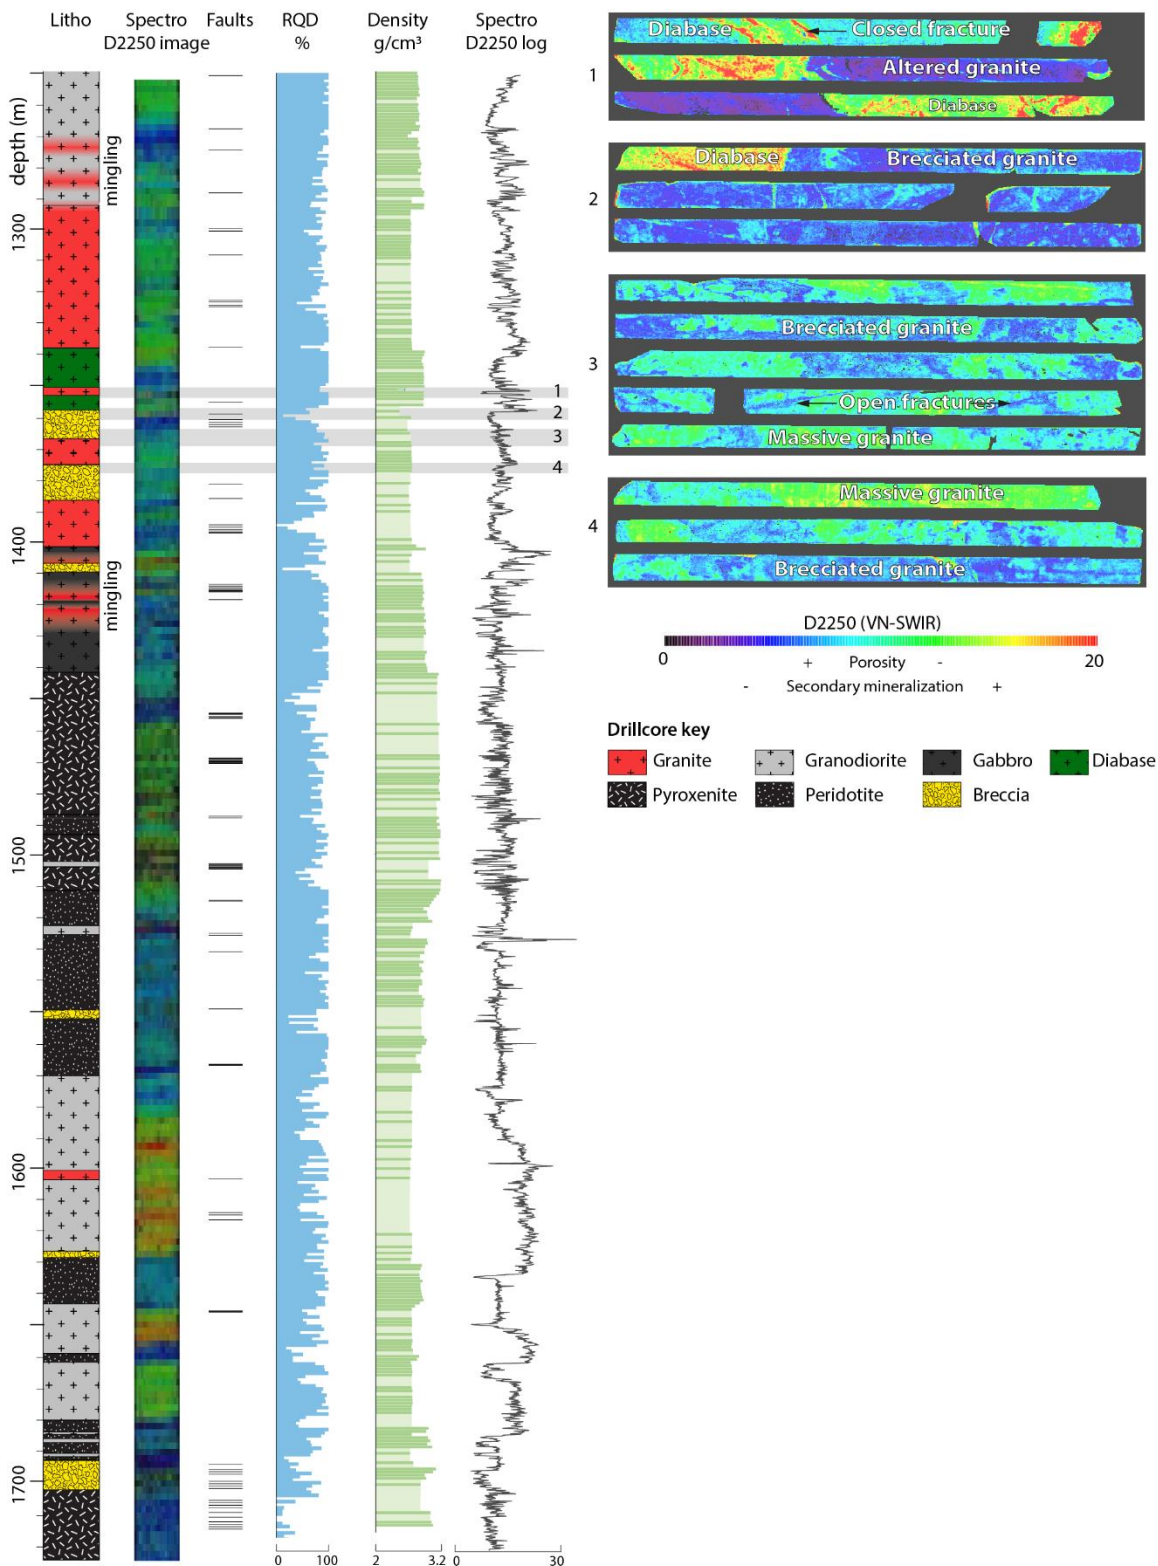 Litho Spectro Faults RQD Density Spectro
D2250 image % g/cm³ D2250 log
depth (m)
mingling
1300
1
2
3
4
1400
mingling
1500
1600
1700
0 100 2 3.2 0 30
Diabase Closed fracture
1 Altered granite
Diabase
Diabase Brecciated granite
2
Brecciated granite
3
Open fractures
Massive granite
Massive granite
4
Brecciated granite
D2250 (VN-SWIR)
0 + Porosity - 20
- Secondary mineralization +
Drillcore key
Granite Granodiorite Gabbro Diabase
Pyroxenite Peridotite Breccia